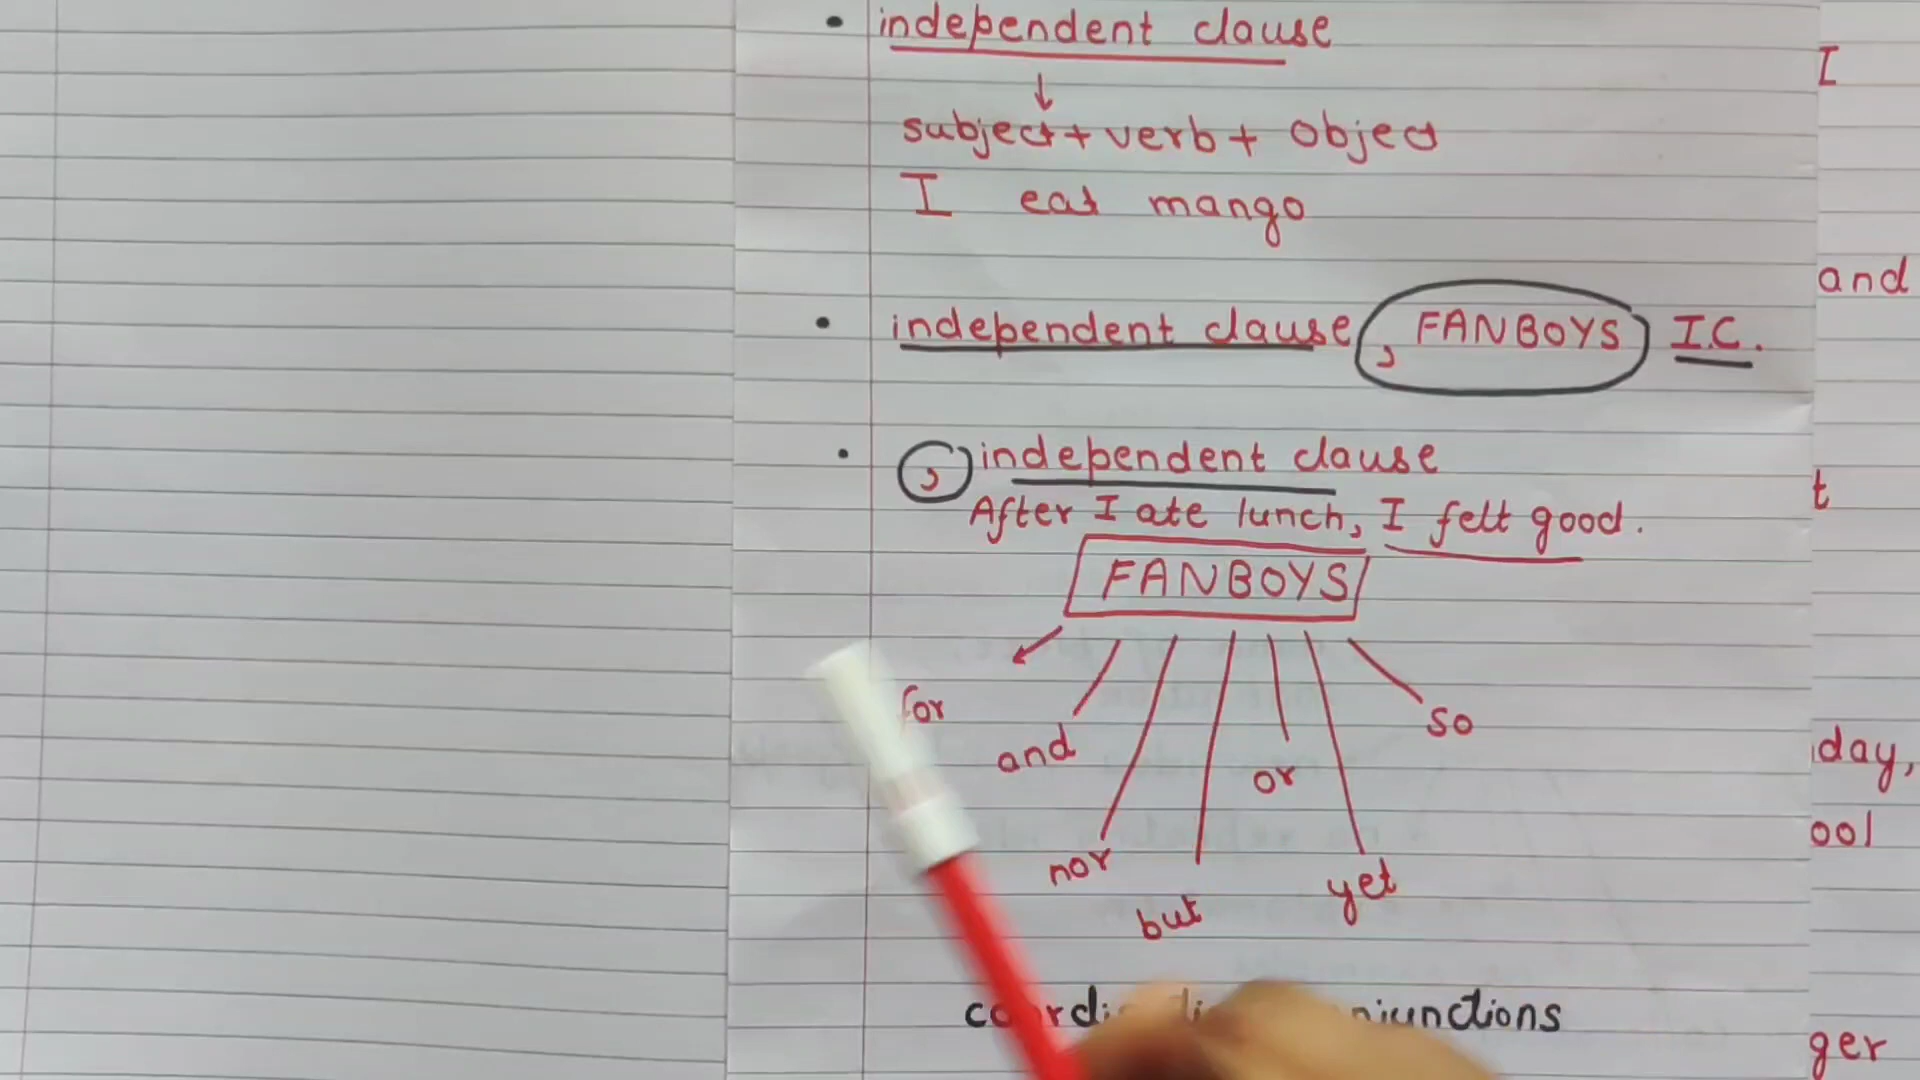 independent clause
subject + verb + object
I eat mango
independent clause , FANBOYS I.C.
, independent clause
After I ate lunch, I felt good.
FANBOYS
for
and
nor
but
or
yet
so
I
and
t
day,
ool
ger